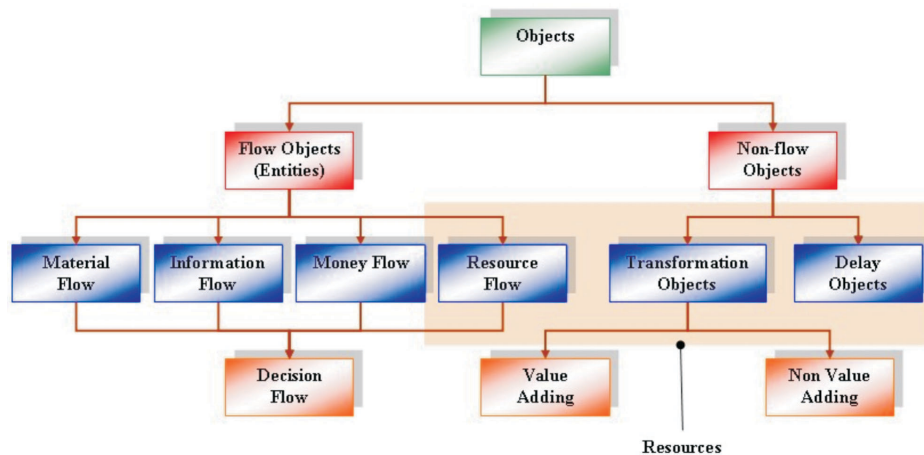 Objects
Flow Objects
(Entities)
Non-flow
Objects
Material
Flow
Information
Flow
Money Flow
Resource
Flow
Transformation
Objects
Delay
Objects
Decision
Flow
Value
Adding
Non Value
Adding
Resources